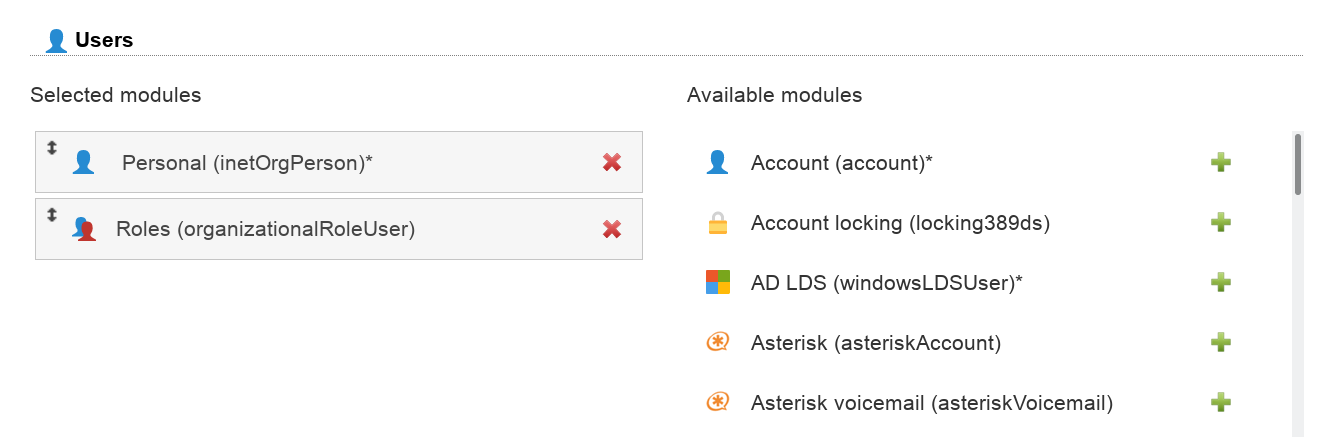 Users
Selected modules
Available modules
Personal (inetOrgPerson)*
Roles (organizationalRoleUser)
Account (account)*
Account locking (locking389ds)
AD LDS (windowsLDSUser)*
Asterisk (asteriskAccount)
Asterisk voicemail (asteriskVoicemail)